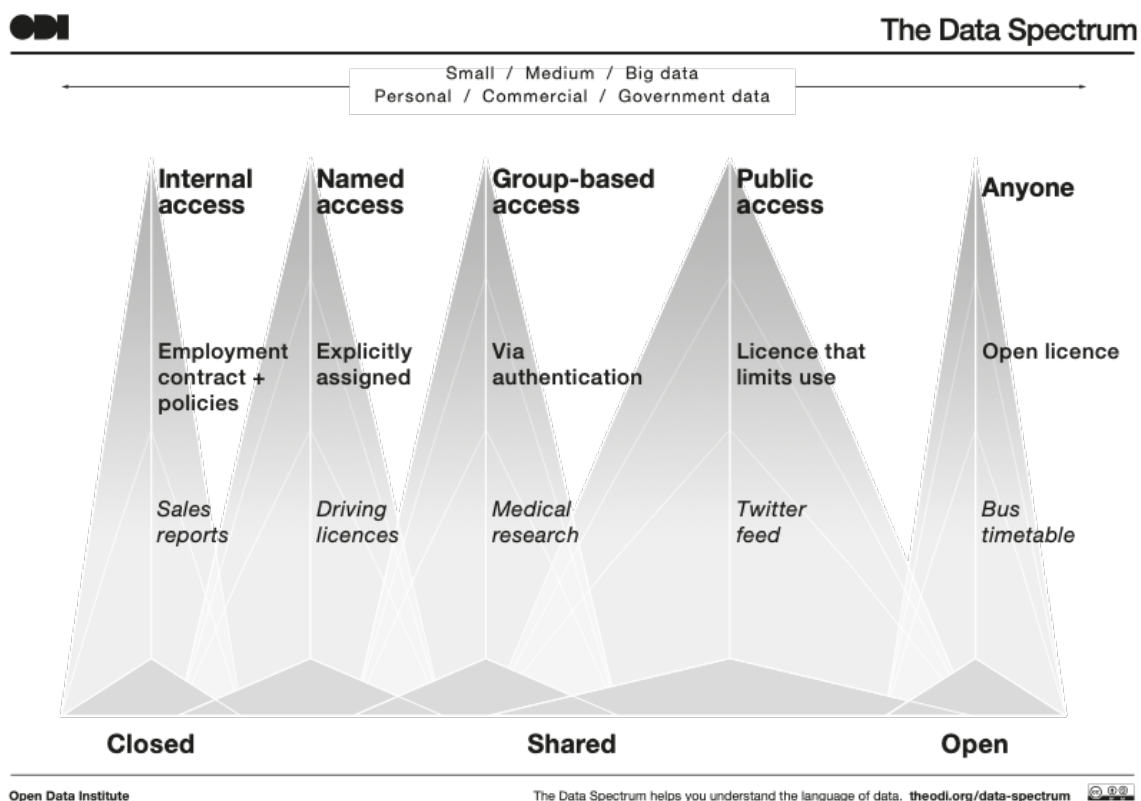 ODI
The Data Spectrum
Small / Medium / Big data
Personal / Commercial / Government data
Internal
access
Named
access
Group-based
access
Public
access
Anyone
Employment
contract +
policies
Explicitly
assigned
Via
authentication
Licence that
limits use
Open licence
Sales
reports
Driving
licences
Medical
research
Twitter
feed
Bus
timetable
Closed
Shared
Open
Open Data Institute
The Data Spectrum helps you understand the language of data. theodi.org/data-spectrum